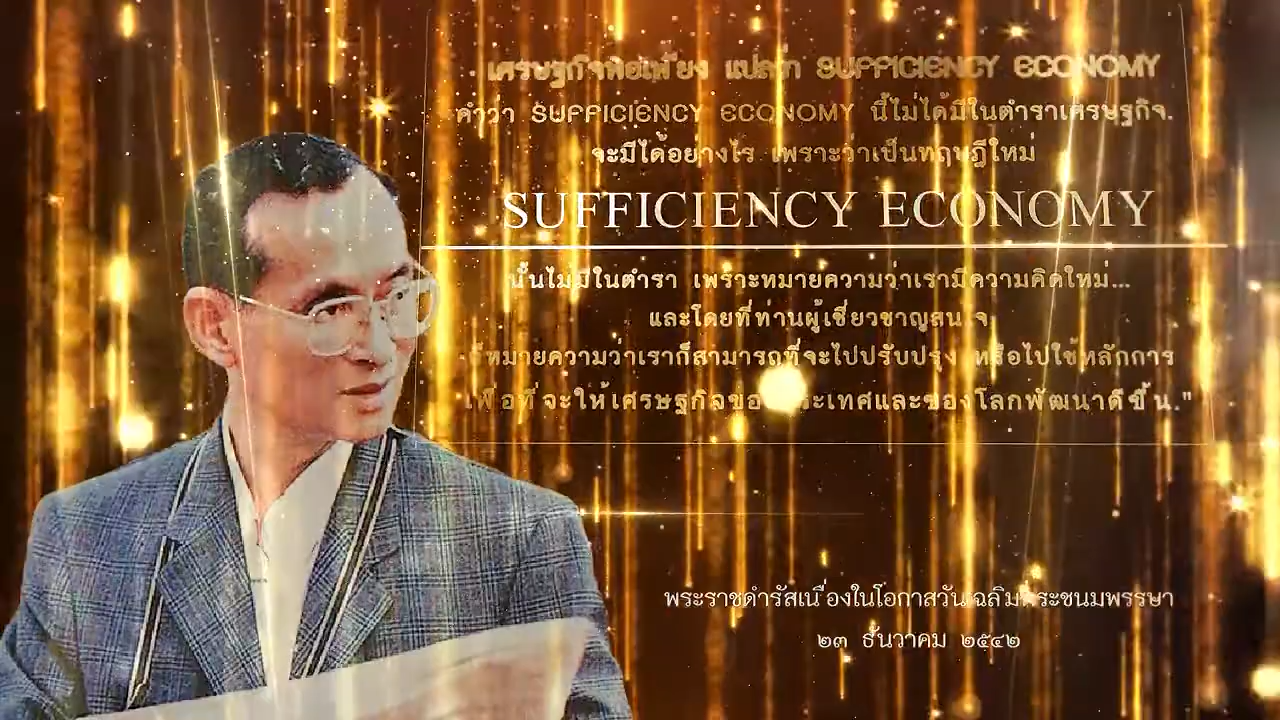 เศรษฐกิจพอเพียง แปลว่า SUFFICIENCY ECONOMY
คำว่า SUFFICIENCY ECONOMY นี้ไม่ได้มีในตำราเศรษฐกิจ.
จะมีได้อย่างไร เพราะว่าเป็นทฤษฎีใหม่
SUFFICIENCY ECONOMY
นั้นไม่มีในตำรา เพราะหมายความว่าเรามีความคิดใหม่...
และโดยที่ท่านผู้เชี่ยวชาญสนใจ
ก็หมายความว่าเราก็สามารถที่จะไปปรับปรุง หรือไปใช้หลักการ
เพื่อที่จะให้เศรษฐกิจของประเทศและของโลกพัฒนาดีขึ้น."
พระราชดำรัสเนื่องในโอกาสวันเฉลิมพระชนมพรรษา
๒๓ ธันวาคม ๒๕๔๒